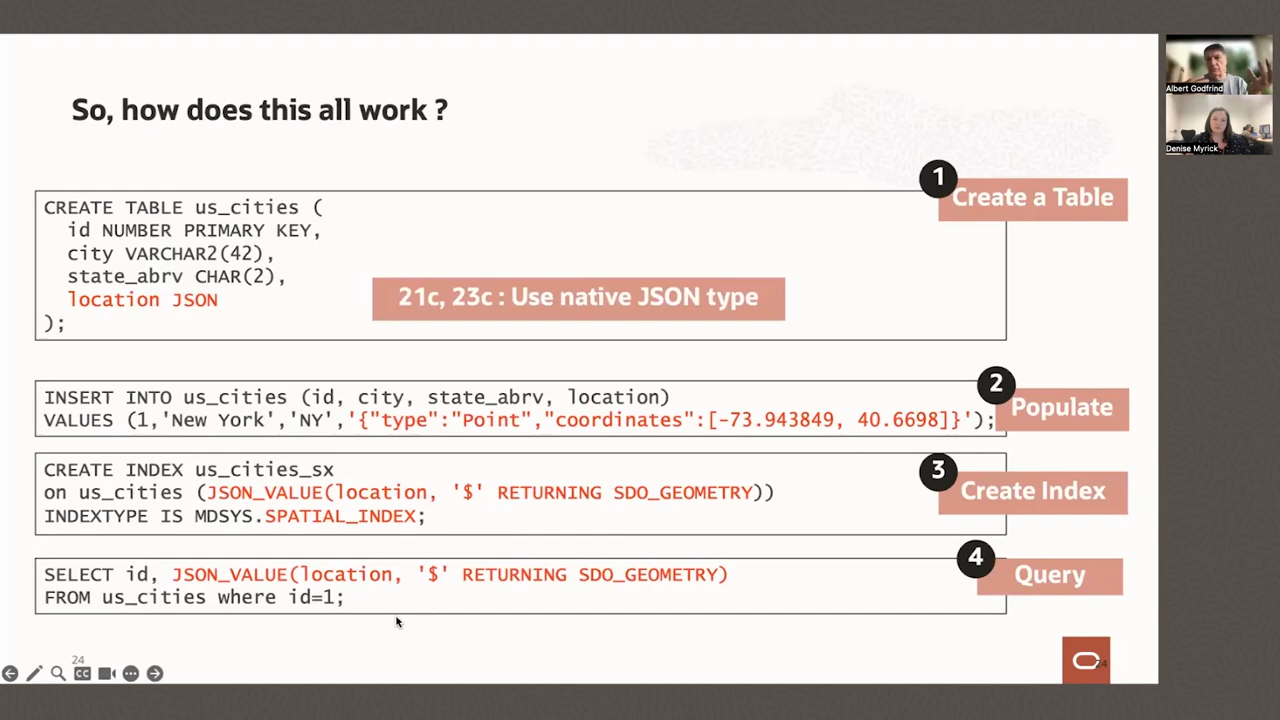 So, how does this all work ?
1
Create a Table
CREATE TABLE us_cities (
id NUMBER PRIMARY KEY,
city VARCHAR2(42),
state_abrv CHAR(2),
location JSON
);
21c, 23c : Use native JSON type
2
Populate
INSERT INTO us_cities (id, city, state_abrv, location)
VALUES (1,'New York','NY','{"type":"Point","coordinates":[-73.943849, 40.6698]}');
3
Create Index
CREATE INDEX us_cities_sx
on us_cities (JSON_VALUE(location, '$' RETURNING SDO_GEOMETRY))
INDEXTYPE IS MDSYS.SPATIAL_INDEX;
4
Query
SELECT id, JSON_VALUE(location, '$' RETURNING SDO_GEOMETRY)
FROM us_cities where id=1;
24
CC
24
Albert Godfrind
Denise Myrick